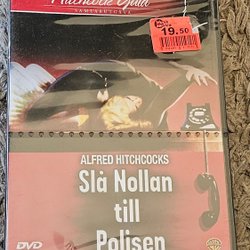 Hitchcock Guld
SAMLARUTGÅVA
19.50
ALFRED HITCHCOCKS
Slå Nollan
till
Polisen
DVD